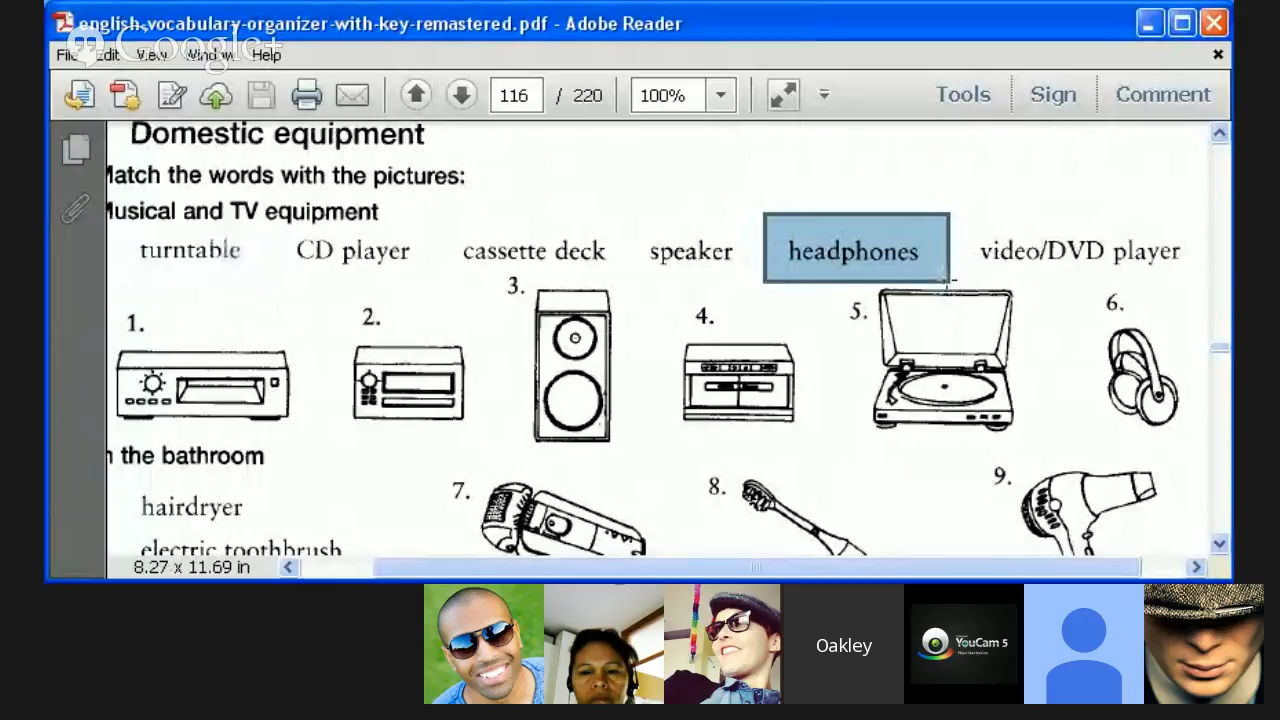 english-vocabulary-organizer-with-key-remastered.pdf - Adobe Reader
Google+
File Edit View Window Help
116 / 220 100% Tools Sign Comment
Domestic equipment
Match the words with the pictures:
Musical and TV equipment
turntable CD player cassette deck speaker headphones video/DVD player
1. 2. 3. 4. 5. 6.
n the bathroom
hairdryer
7. 8. 9.
electric toothbrush
8.27 x 11.69 in
Oakley
YouCam 5